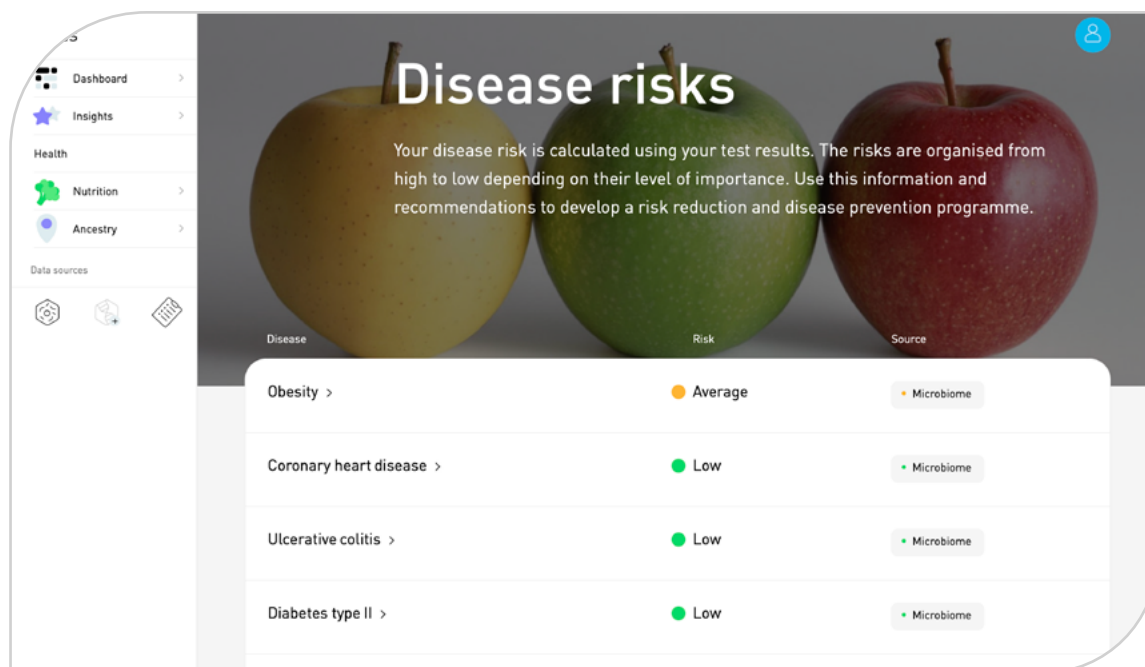 Dashboard
Insights
Health
Nutrition
Ancestry
Data sources
Disease risks
Your disease risk is calculated using your test results. The risks are organised from
high to low depending on their level of importance. Use this information and
recommendations to develop a risk reduction and disease prevention programme.
Disease Risk Source
Obesity > Average Microbiome
Coronary heart disease > Low Microbiome
Ulcerative colitis > Low Microbiome
Diabetes type II > Low Microbiome